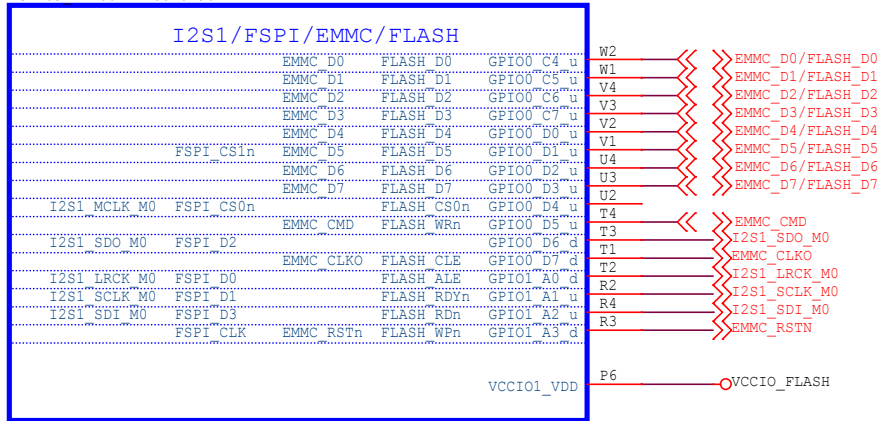 I2S1/FSPI/EMMC/FLASH
EMMC_D0 FLASH_D0 GPIO0_C4_u W2 EMMC_D0/FLASH_D0
EMMC_D1 FLASH_D1 GPIO0_C5_u W1 EMMC_D1/FLASH_D1
EMMC_D2 FLASH_D2 GPIO0_C6_u V4 EMMC_D2/FLASH_D2
EMMC_D3 FLASH_D3 GPIO0_C7_u V3 EMMC_D3/FLASH_D3
EMMC_D4 FLASH_D4 GPIO0_D0_u V2 EMMC_D4/FLASH_D4
FSPI_CS1n EMMC_D5 FLASH_D5 GPIO0_D1_u V1 EMMC_D5/FLASH_D5
EMMC_D6 FLASH_D6 GPIO0_D2_u U4 EMMC_D6/FLASH_D6
EMMC_D7 FLASH_D7 GPIO0_D3_u U3 EMMC_D7/FLASH_D7
I2S1_MCLK_M0 FSPI_CS0n FLASH_CS0n GPIO0_D4_u U2
EMMC_CMD FLASH_WRn GPIO0_D5_u T4 EMMC_CMD
I2S1_SDO_M0 FSPI_D2 GPIO0_D6_d T3 I2S1_SDO_M0
EMMC_CLKO FLASH_CLE GPIO0_D7_d T1 EMMC_CLKO
I2S1_LRCK_M0 FSPI_D0 FLASH_ALE GPIO1_A0_d T2 I2S1_LRCK_M0
I2S1_SCLK_M0 FSPI_D1 FLASH_RDYn GPIO1_A1_u R2 I2S1_SCLK_M0
I2S1_SDI_M0 FSPI_D3 FLASH_RDn GPIO1_A2_u R4 I2S1_SDI_M0
FSPI_CLK EMMC_RSTn FLASH_WPn GPIO1_A3_d R3 EMMC_RSTN
VCCIO1_VDD P6 VCCIO_FLASH